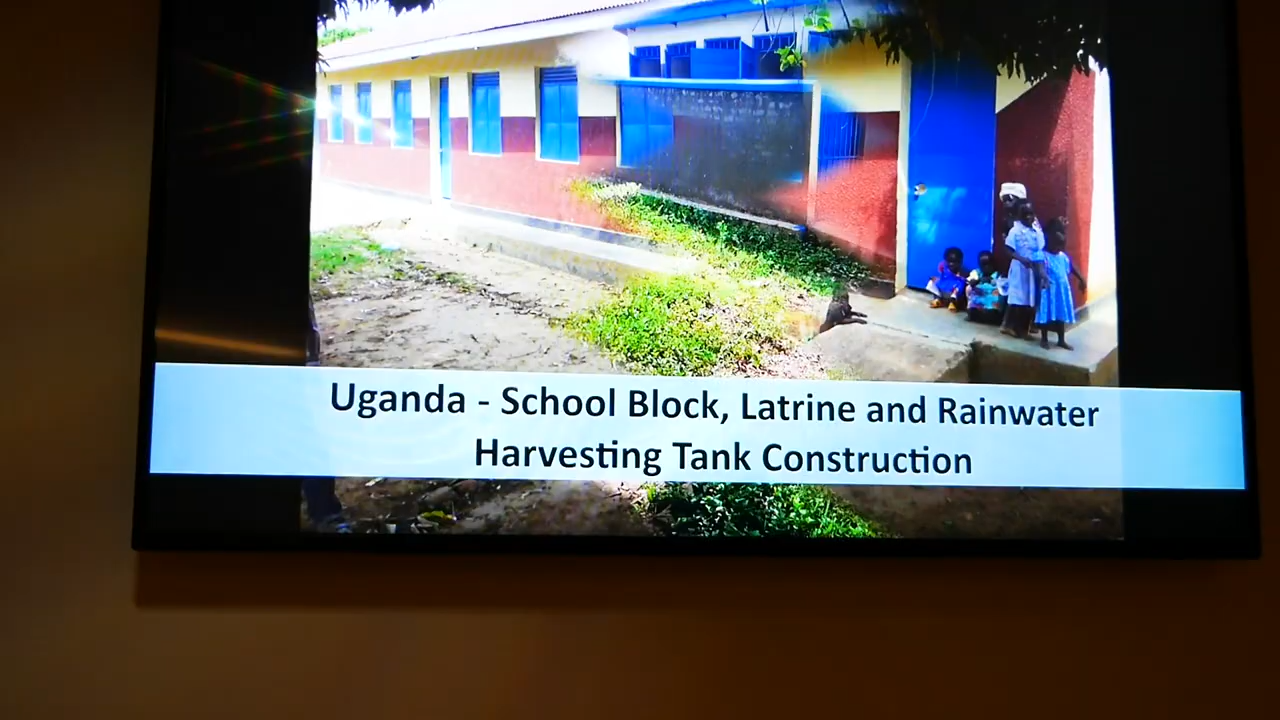 Uganda - School Block, Latrine and Rainwater
Harvesting Tank Construction